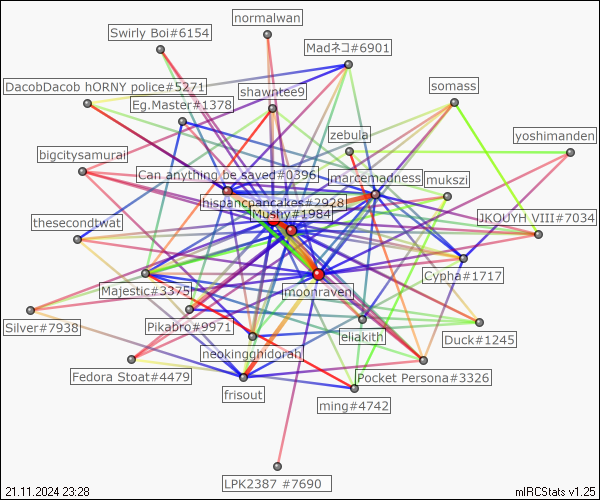 normalwan
Swirly Boi#6154
Madネコ#6901
DacobDacob hORNY police#5271
shawntee9
somass
Eg.Master#1378
zebula
yoshimanden
bigcitysamurai
Can anything be saved#0396
marcemadness
mukszi
hispancpancakes#2928
Mushy#1984
JKOUYH VIII#7034
thesecondtwat
Cypha#1717
Majestic#3375
moonraven
Silver#7938
Pikabro#9971
eliakith
Duck#1245
neokingghidorah
Fedora Stoat#4479
Pocket Persona#3326
frisout
ming#4742
LPK2387 #7690
21.11.2024 23:28
mIRCStats v1.25